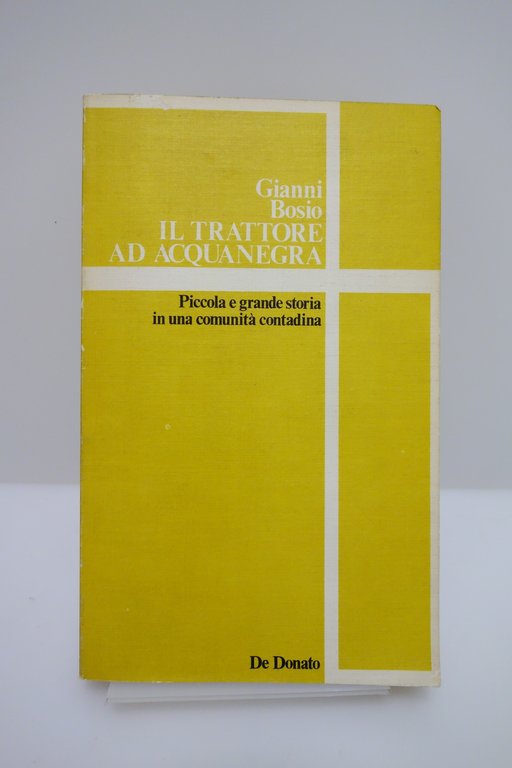 Gianni
Bosio
IL TRATTORE
AD ACQUANEGRA
Piccola e grande storia
in una comunità contadina
De Donato